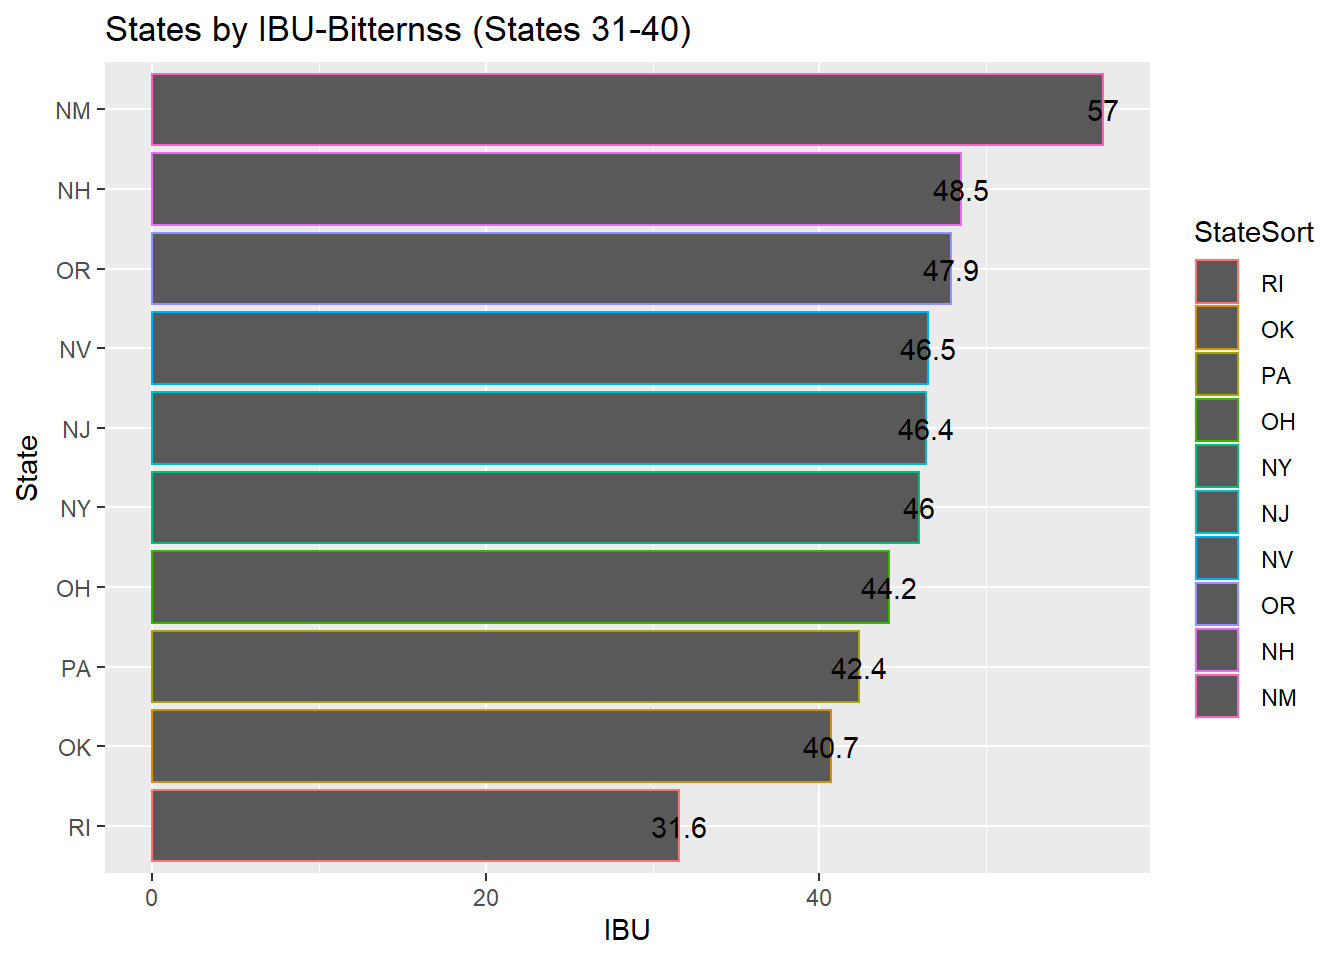 States by IBU-Bitternss (States 31-40)
NM
57
NH
48.5
OR
47.9
NV
46.5
NJ
46.4
NY
46
OH
44.2
PA
42.4
OK
40.7
RI
31.6
State
0 20 40
IBU
StateSort
RI
OK
PA
OH
NY
NJ
NV
OR
NH
NM